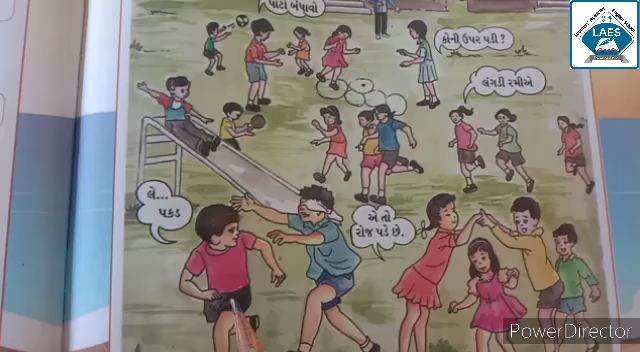 પાટા બંધાવો
કોની ઉપર પડી?
લંગડી રમીએ
લે...
પકડ
એ તો
રોજ પડે છે.
LAES
PowerDirector